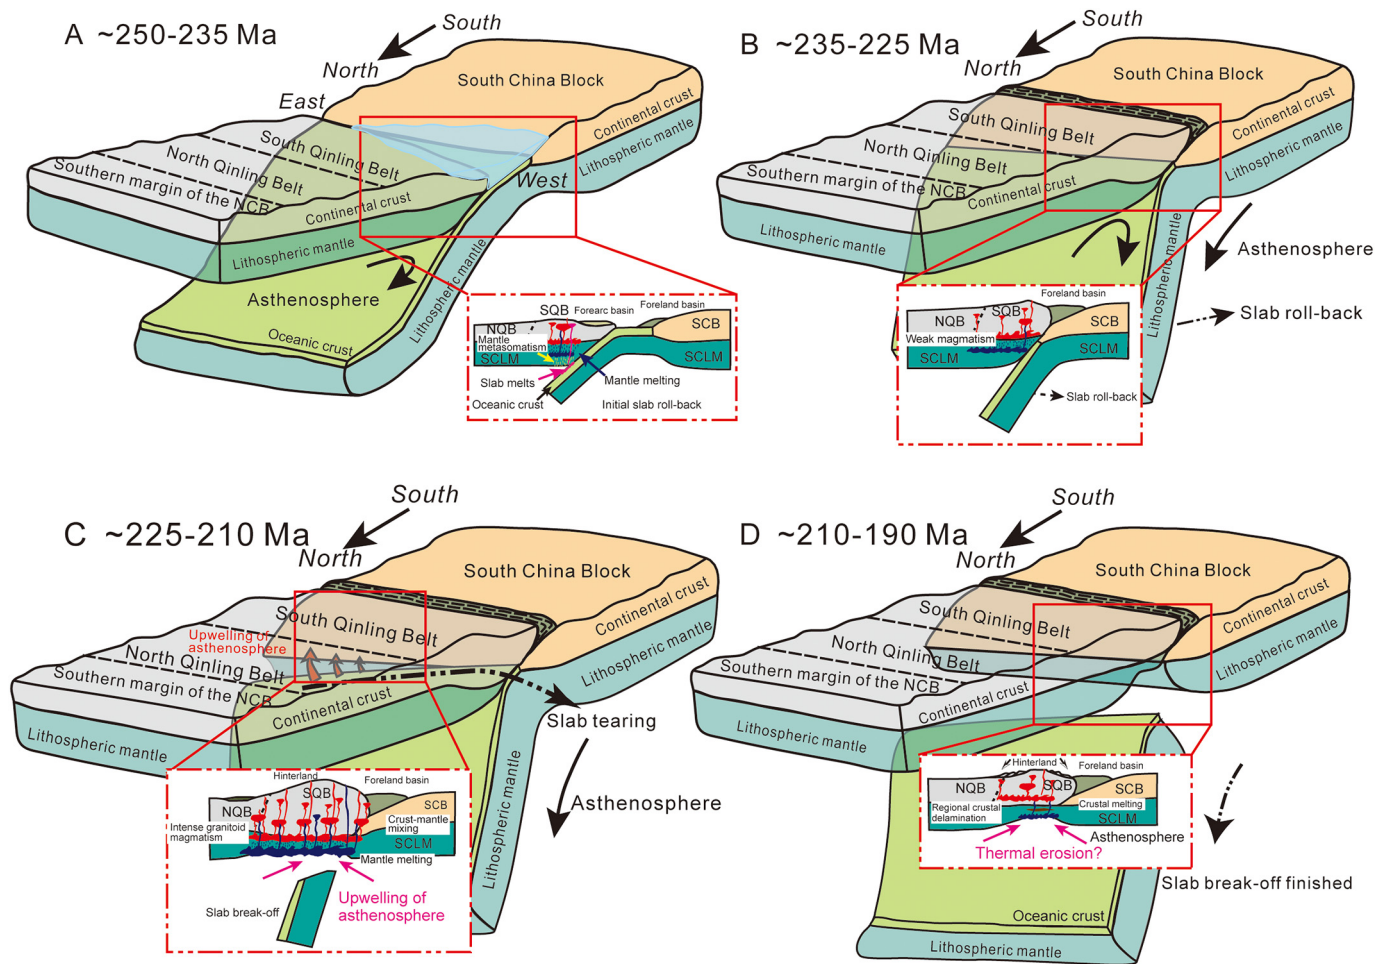 A ~250-235 Ma
South
North
East
South China Block
Continental crust
Lithospheric mantle
South Qinling Belt
North Qinling Belt
Southern margin of the NCB
West
Continental crust
Lithospheric mantle
Lithospheric mantle
Asthenosphere
Oceanic crust
SQB
Forearc basin
Foreland basin
NQB
SCB
Mantle
metasomatism
SCLM
SCLM
Slab melts
Mantle melting
Oceanic crust
Initial slab roll-back
B ~235-225 Ma
South
North
South China Block
Continental crust
Lithospheric mantle
South Qinling Belt
North Qinling Belt
Southern margin of the NCB
Continental crust
Lithospheric mantle
Lithospheric mantle
Asthenosphere
Slab roll-back
Foreland basin
SQB
NQB
SCB
Weak magmatism
SCLM
SCLM
Slab roll-back
C ~225-210 Ma
South
North
South China Block
Continental crust
Lithospheric mantle
South Qinling Belt
Upwelling of
asthenosphere
North Qinling Belt
Southern margin of the NCB
Continental crust
Lithospheric mantle
Lithospheric mantle
Slab tearing
Asthenosphere
Hinterland
Foreland basin
SQB
NQB
SCB
Intense granitoid
magmatism
Crust-mantle
mixing
SCLM
Mantle melting
Slab break-off
Upwelling of
asthenosphere
D ~210-190 Ma
South
North
South China Block
Continental crust
Lithospheric mantle
South Qinling Belt
North Qinling Belt
Southern margin of the NCB
Continental crust
Lithospheric mantle
Hinterland
Foreland basin
NQB
SQB
SCB
Regional crustal
delamination
Crustal melting
SCLM
Asthenosphere
Thermal erosion?
Slab break-off finished
Oceanic crust
Lithospheric mantle